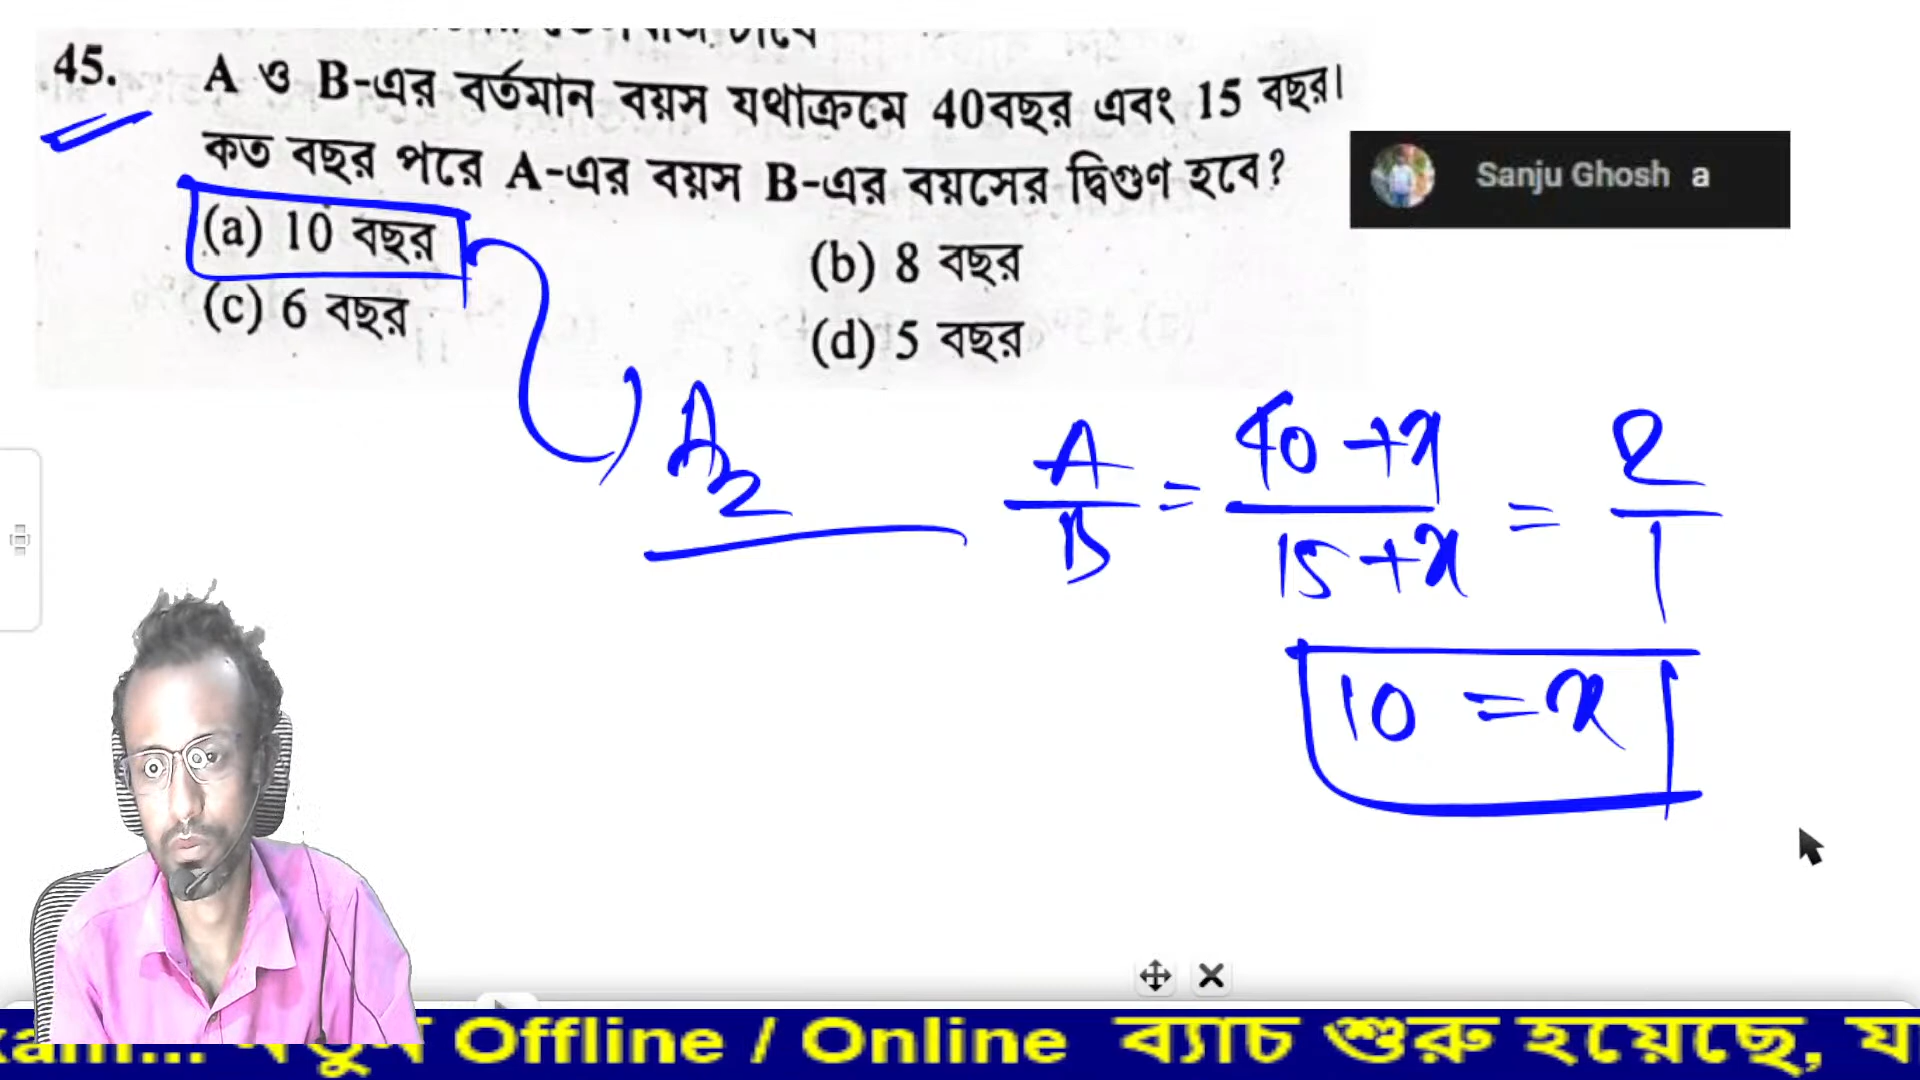 45. A ও B-এর বর্তমান বয়স যথাক্রমে 40বছর এবং 15 বছর।
কত বছর পরে A-এর বয়স B-এর বয়সের দ্বিগুণ হবে?
(a) 10 বছর
(b) 8 বছর
(c) 6 বছর
(d) 5 বছর
Sanju Ghosh a
A/B = 40+x/15+x = 2/1
10 = x
Offline / Online ব্যাচ শুরু হয়েছে,